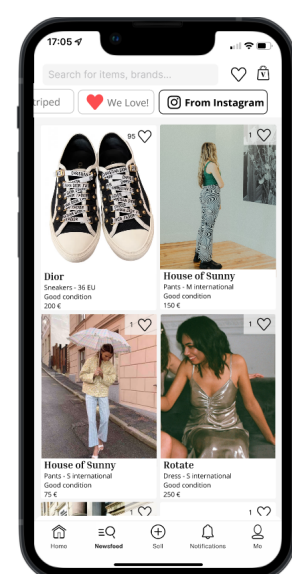 17:05
Search for items, brands...
V
triped
We Love!
From Instagram
95
1
Dior
Sneakers - 36 EU
Good condition
200 €
House of Sunny
Pants - M international
Good condition
150 €
1
1
House of Sunny
Pants - S international
Good condition
75 €
Rotate
Dress - S international
Good condition
250 €
1
1
Home
Newsfeed
Sell
Notifications
Me